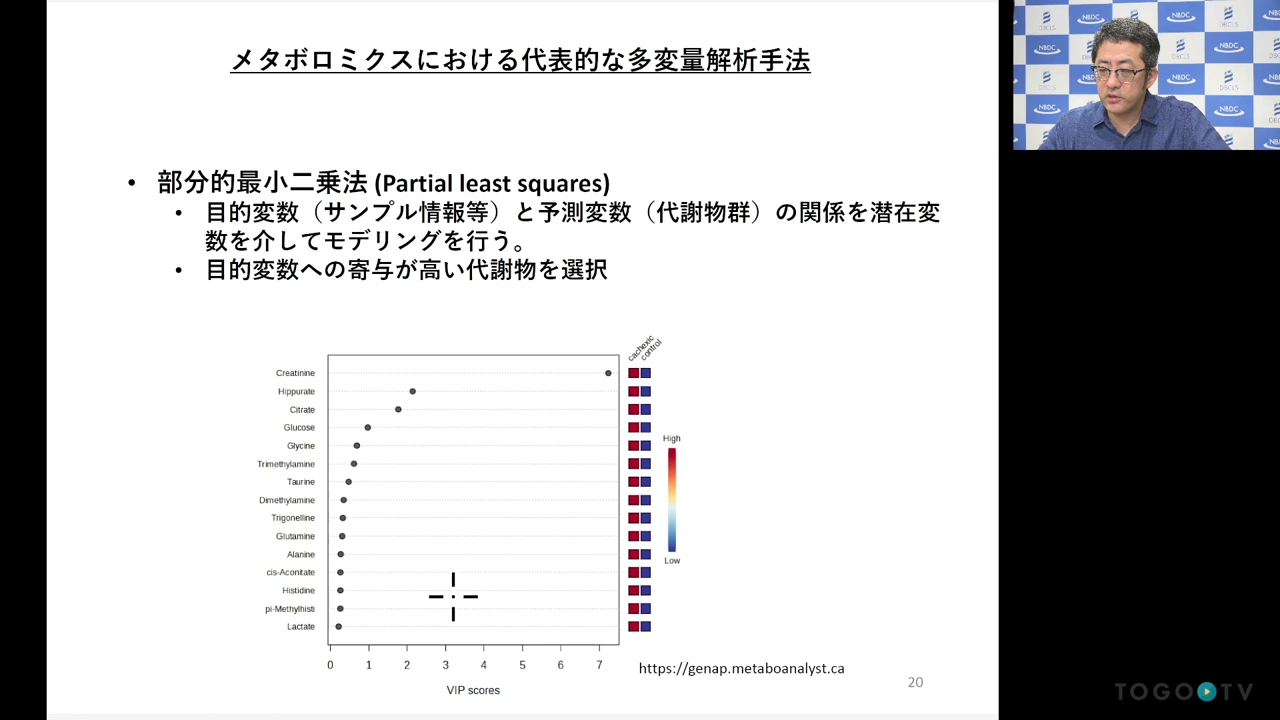 メタボロミクスにおける代表的な多変量解析手法
• 部分的最小二乗法 (Partial least squares)
• 目的変数（サンプル情報等）と予測変数（代謝物群）の関係を潜在変
数を介してモデリングを行う。
• 目的変数への寄与が高い代謝物を選択
cachexic
control
Creatinine
Hippurate
Citrate
Glucose
Glycine
Trimethylamine
Taurine
Dimethylamine
Trigonelline
Glutamine
Alanine
cis-Aconitate
Histidine
pi-Methylhisti
Lactate
High
Low
0 1 2 3 4 5 6 7
VIP scores
https://genap.metaboanalyst.ca
20
NBDC
DBCLS
TOGO TV